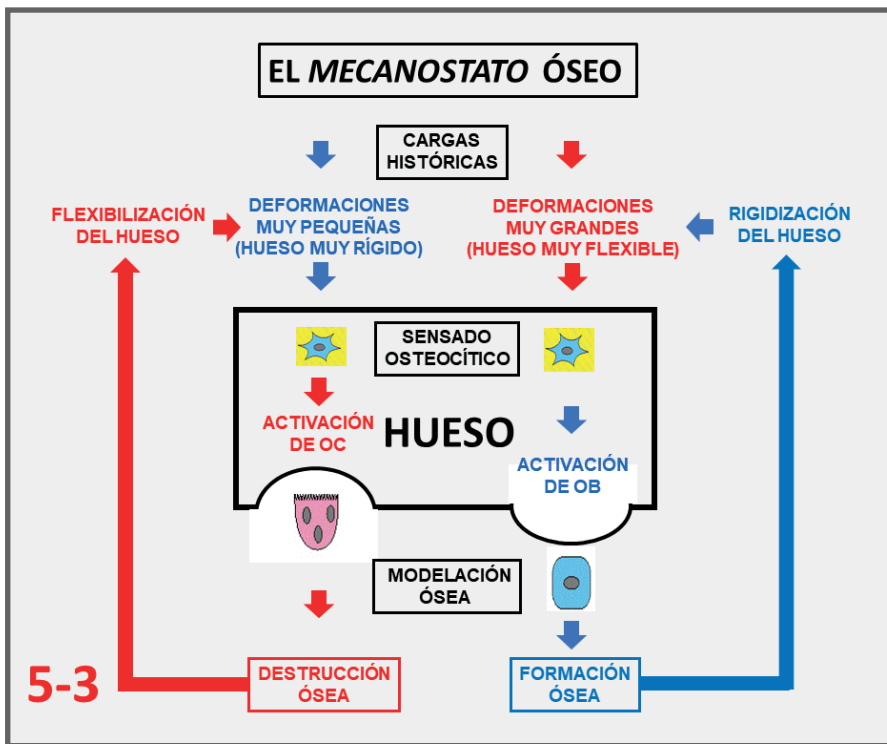 EL MECANOSTATO ÓSEO
CARGAS
HISTÓRICAS
FLEXIBILIZACIÓN
DEL HUESO
DEFORMACIONES
MUY PEQUEÑAS
(HUESO MUY RÍGIDO)
DEFORMACIONES
MUY GRANDES
(HUESO MUY FLEXIBLE)
RIGIDIZACIÓN
DEL HUESO
SENSADO
OSTEOCÍTICO
ACTIVACIÓN
DE OC
HUESO
ACTIVACIÓN
DE OB
MODELACIÓN
ÓSEA
5-3
DESTRUCCIÓN
ÓSEA
FORMACIÓN
ÓSEA